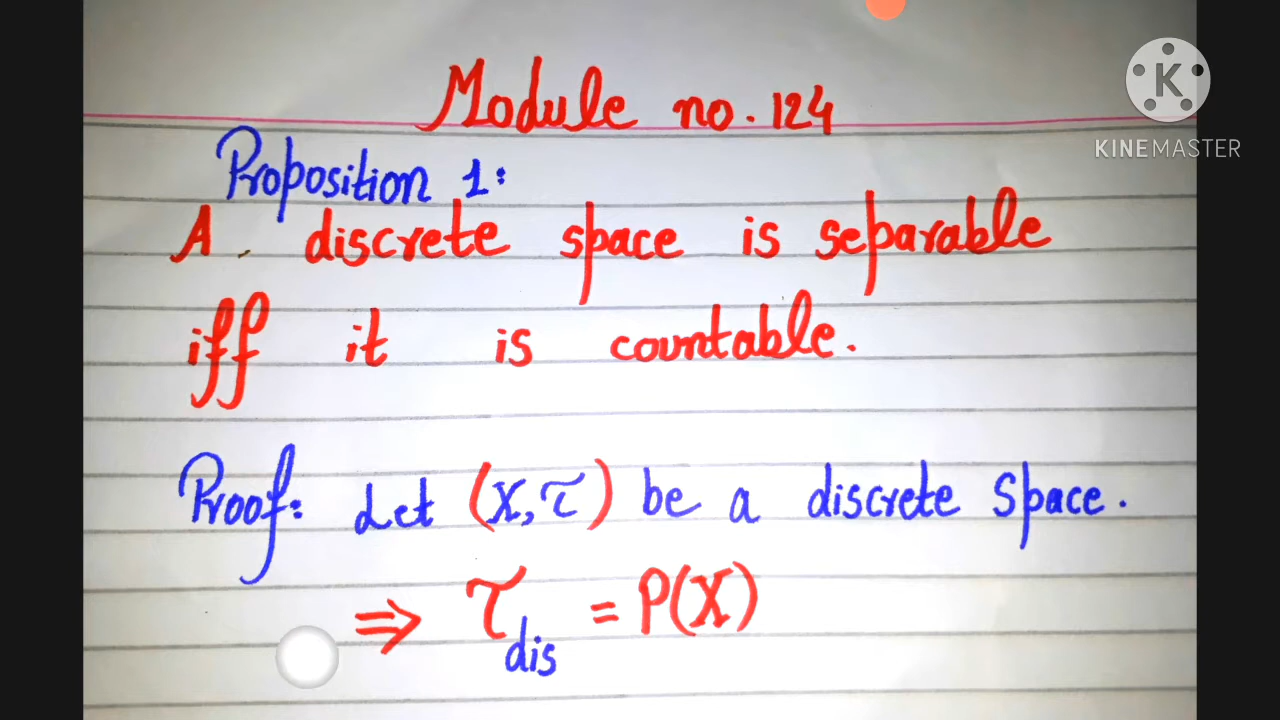 Module no. 124
K
KINEMASTER
Proposition 1:
A discrete space is separable
iff it is countable.
Proof: Let (X, τ) be a discrete space.
⇒ τ dis = P(X)